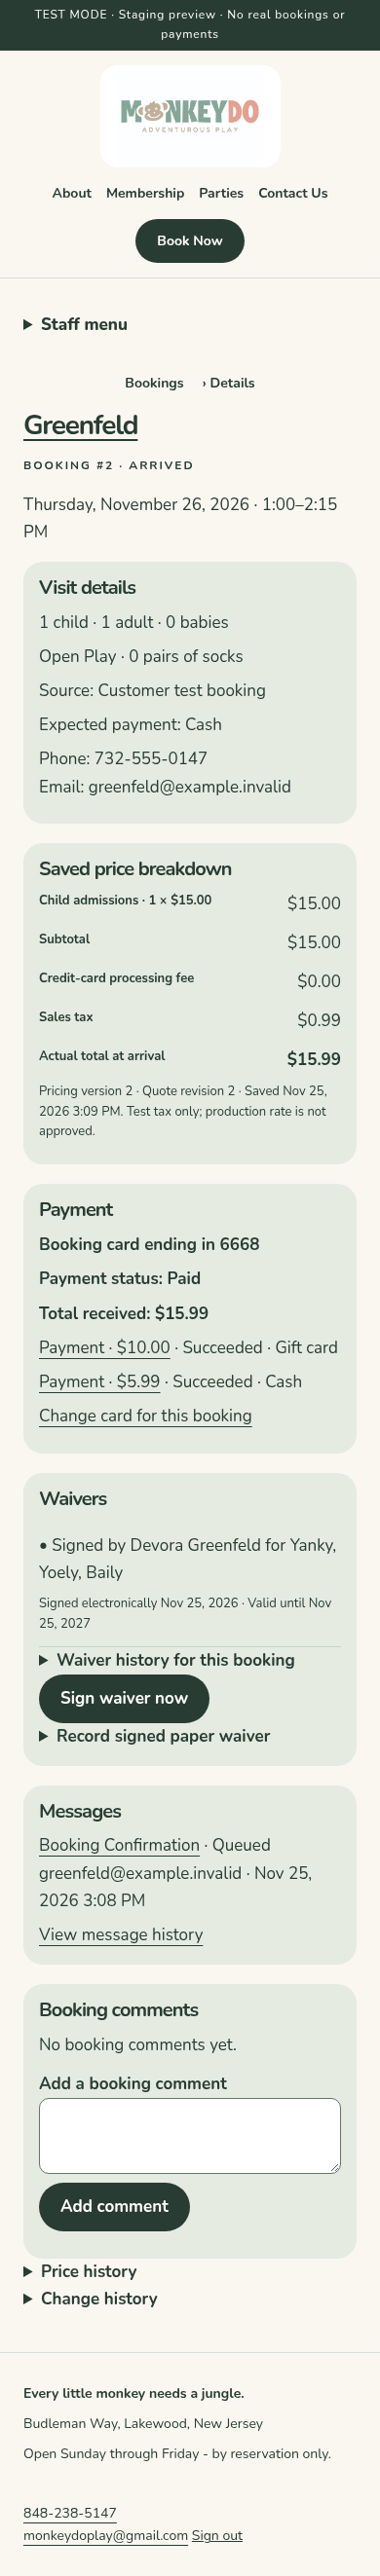 TEST MODE · Staging preview · No real bookings or
payments
MONKEYDO
ADVENTUROUS PLAY
About Membership Parties Contact Us
Book Now
▶ Staff menu
Bookings › Details
Greenfeld
BOOKING #2 · ARRIVED
Thursday, November 26, 2026 · 1:00–2:15
PM
Visit details
1 child · 1 adult · 0 babies
Open Play · 0 pairs of socks
Source: Customer test booking
Expected payment: Cash
Phone: 732-555-0147
Email: greenfeld@example.invalid
Saved price breakdown
Child admissions · 1 × $15.00 $15.00
Subtotal $15.00
Credit-card processing fee $0.00
Sales tax $0.99
Actual total at arrival $15.99
Pricing version 2 · Quote revision 2 · Saved Nov 25,
2026 3:09 PM. Test tax only; production rate is not
approved.
Payment
Booking card ending in 6668
Payment status: Paid
Total received: $15.99
Payment · $10.00 · Succeeded · Gift card
Payment · $5.99 · Succeeded · Cash
Change card for this booking
Waivers
• Signed by Devora Greenfeld for Yanky,
Yoely, Baily
Signed electronically Nov 25, 2026 · Valid until Nov
25, 2027
▶ Waiver history for this booking
Sign waiver now
▶ Record signed paper waiver
Messages
Booking Confirmation · Queued
greenfeld@example.invalid · Nov 25,
2026 3:08 PM
View message history
Booking comments
No booking comments yet.
Add a booking comment
Add comment
▶ Price history
▶ Change history
Every little monkey needs a jungle.
Budleman Way, Lakewood, New Jersey
Open Sunday through Friday - by reservation only.
848-238-5147
monkeydoplay@gmail.com Sign out